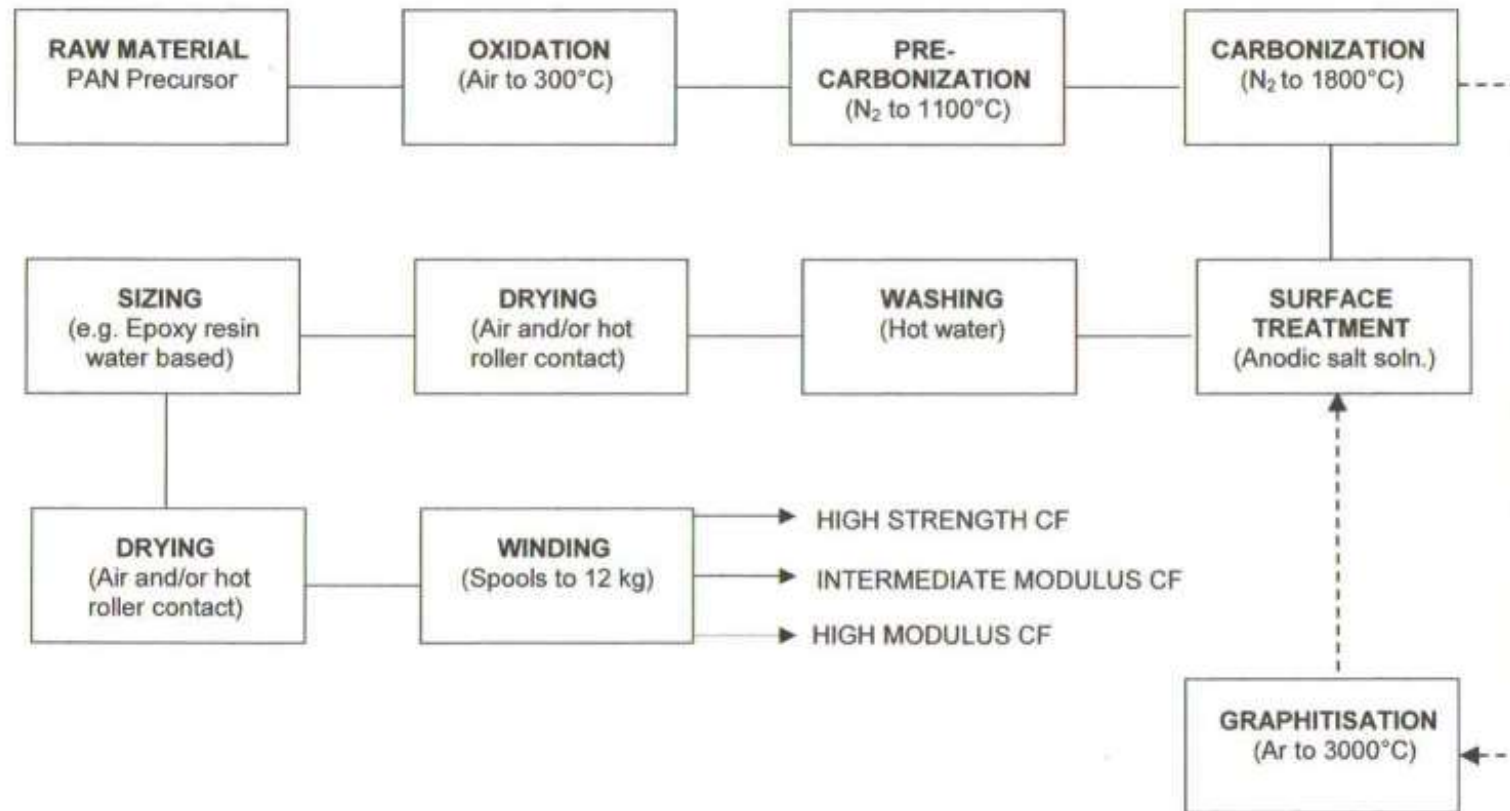 RAW MATERIAL
PAN Precursor
OXIDATION
(Air to 300°C)
PRE-
CARBONIZATION
(N₂ to 1100°C)
CARBONIZATION
(N₂ to 1800°C)
SIZING
(e.g. Epoxy resin
water based)
DRYING
(Air and/or hot
roller contact)
WASHING
(Hot water)
SURFACE
TREATMENT
(Anodic salt soln.)
DRYING
(Air and/or hot
roller contact)
WINDING
(Spools to 12 kg)
HIGH STRENGTH CF
INTERMEDIATE MODULUS CF
HIGH MODULUS CF
GRAPHITISATION
(Ar to 3000°C)